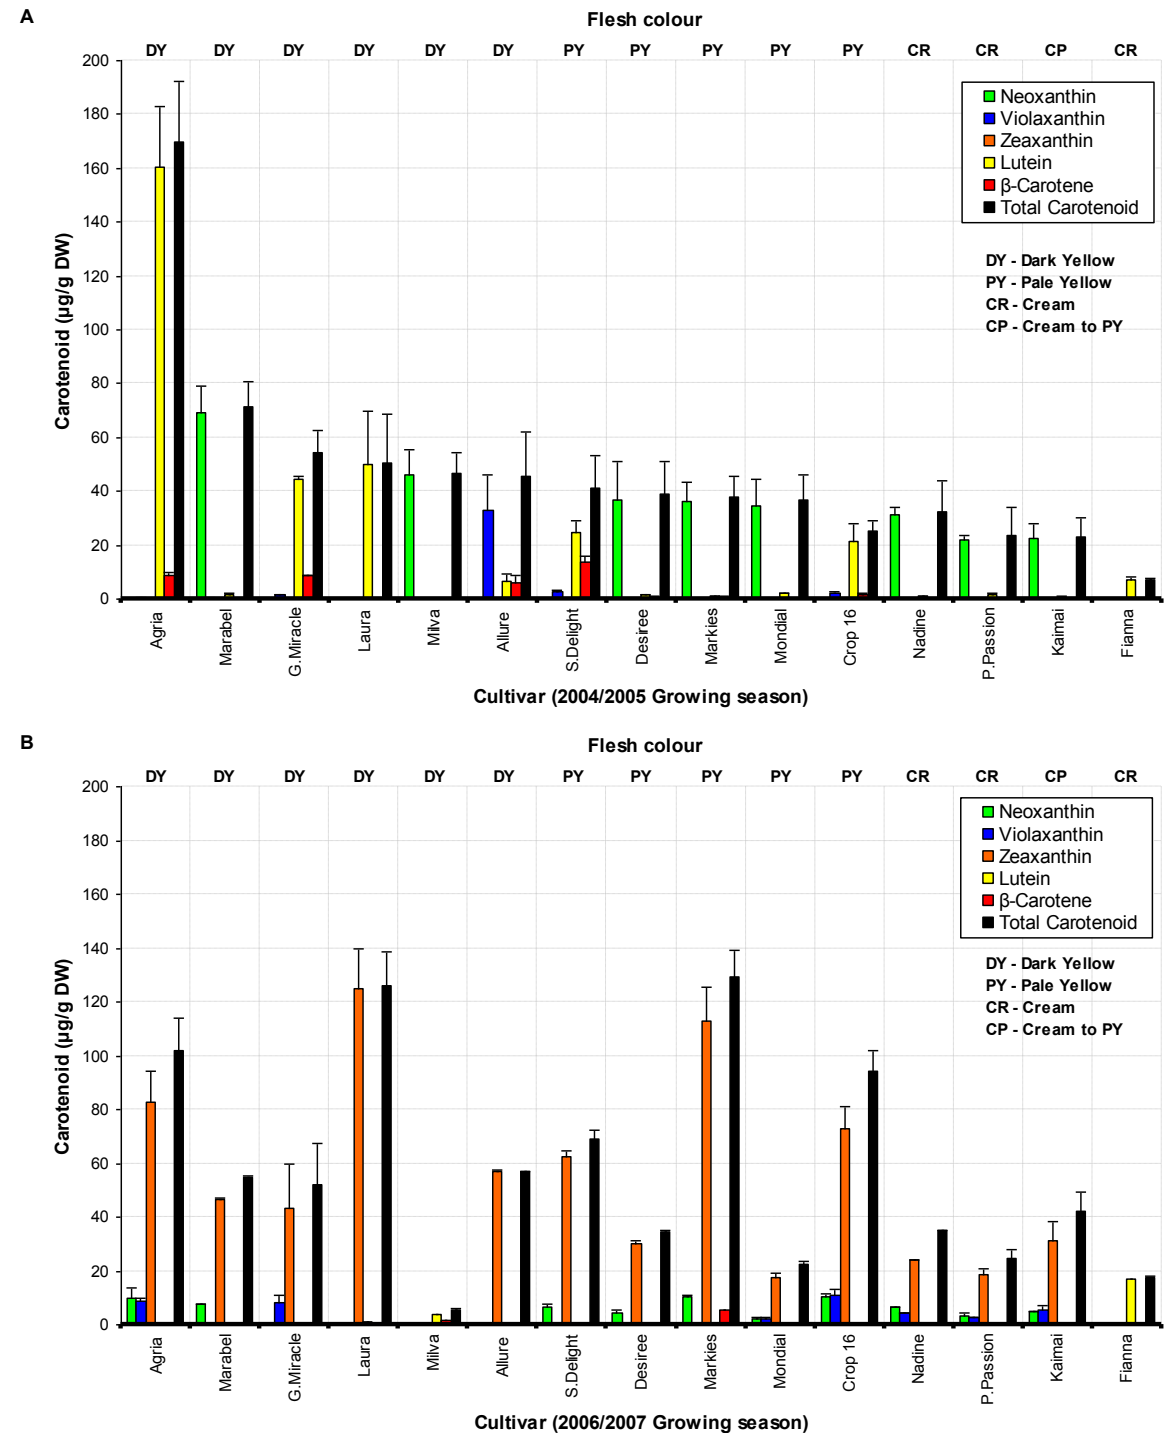 A
Flesh colour
DY DY DY DY DY DY PY PY PY PY PY CR CR CP CR
200
180
160
140
120
100
80
60
40
20
0
Carotenoid (µg/g DW)
Neoxanthin
Violaxanthin
Zeaxanthin
Lutein
β-Carotene
Total Carotenoid
DY - Dark Yellow
PY - Pale Yellow
CR - Cream
CP - Cream to PY
Agria Marabel G.Miracle Laura Milva Allure S.Delight Desiree Markies Mondial Crop 16 Nadine P.Passion Kaimai Fianna
Cultivar (2004/2005 Growing season)
B
Flesh colour
DY DY DY DY DY DY PY PY PY PY PY CR CR CP CR
200
180
160
140
120
100
80
60
40
20
0
Carotenoid (µg/g DW)
Neoxanthin
Violaxanthin
Zeaxanthin
Lutein
β-Carotene
Total Carotenoid
DY - Dark Yellow
PY - Pale Yellow
CR - Cream
CP - Cream to PY
Agria Marabel G.Miracle Laura Milva Allure S.Delight Desiree Markies Mondial Crop 16 Nadine P.Passion Kaimai Fianna
Cultivar (2006/2007 Growing season)